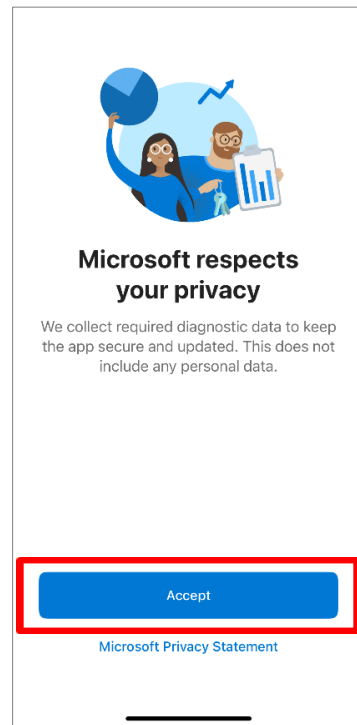 Microsoft respects
your privacy
We collect required diagnostic data to keep
the app secure and updated. This does not
include any personal data.
Accept
Microsoft Privacy Statement